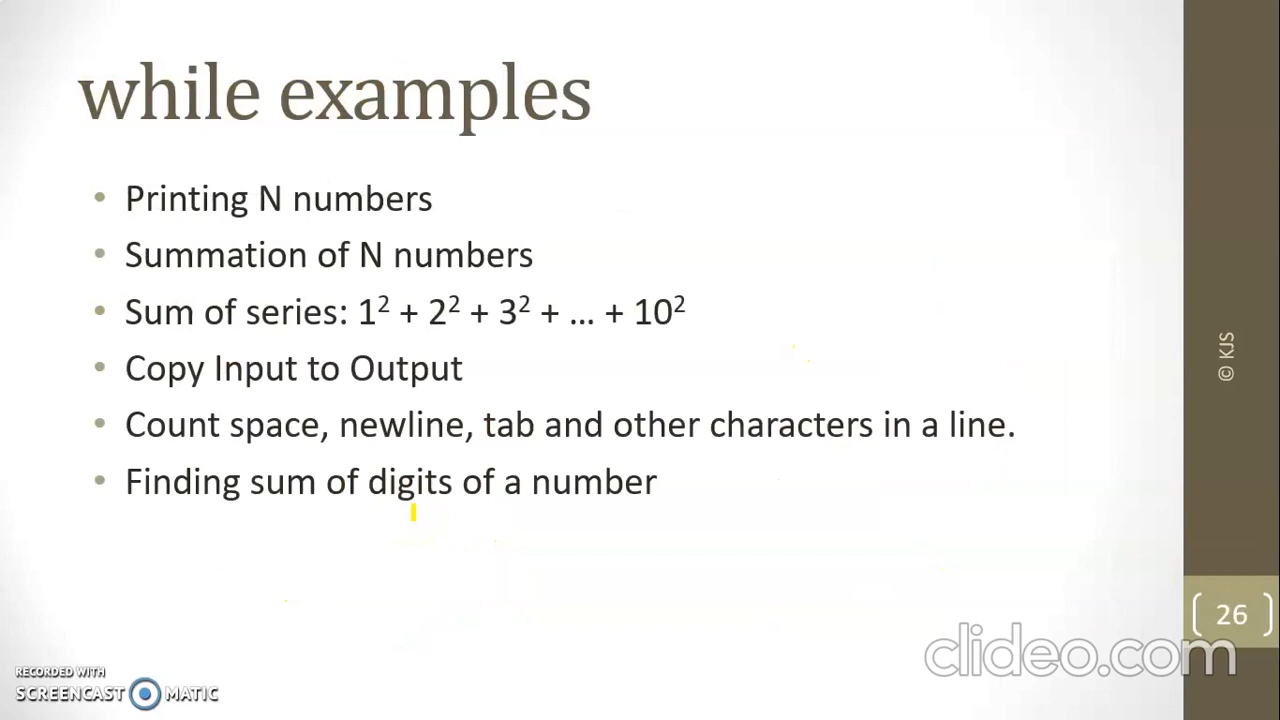 while examples
• Printing N numbers
• Summation of N numbers
• Sum of series: 1² + 2² + 3² + ... + 10²
• Copy Input to Output
• Count space, newline, tab and other characters in a line.
• Finding sum of digits of a number
© KJS
26
clideo.com
RECORDED WITH
SCREENCAST MATIC